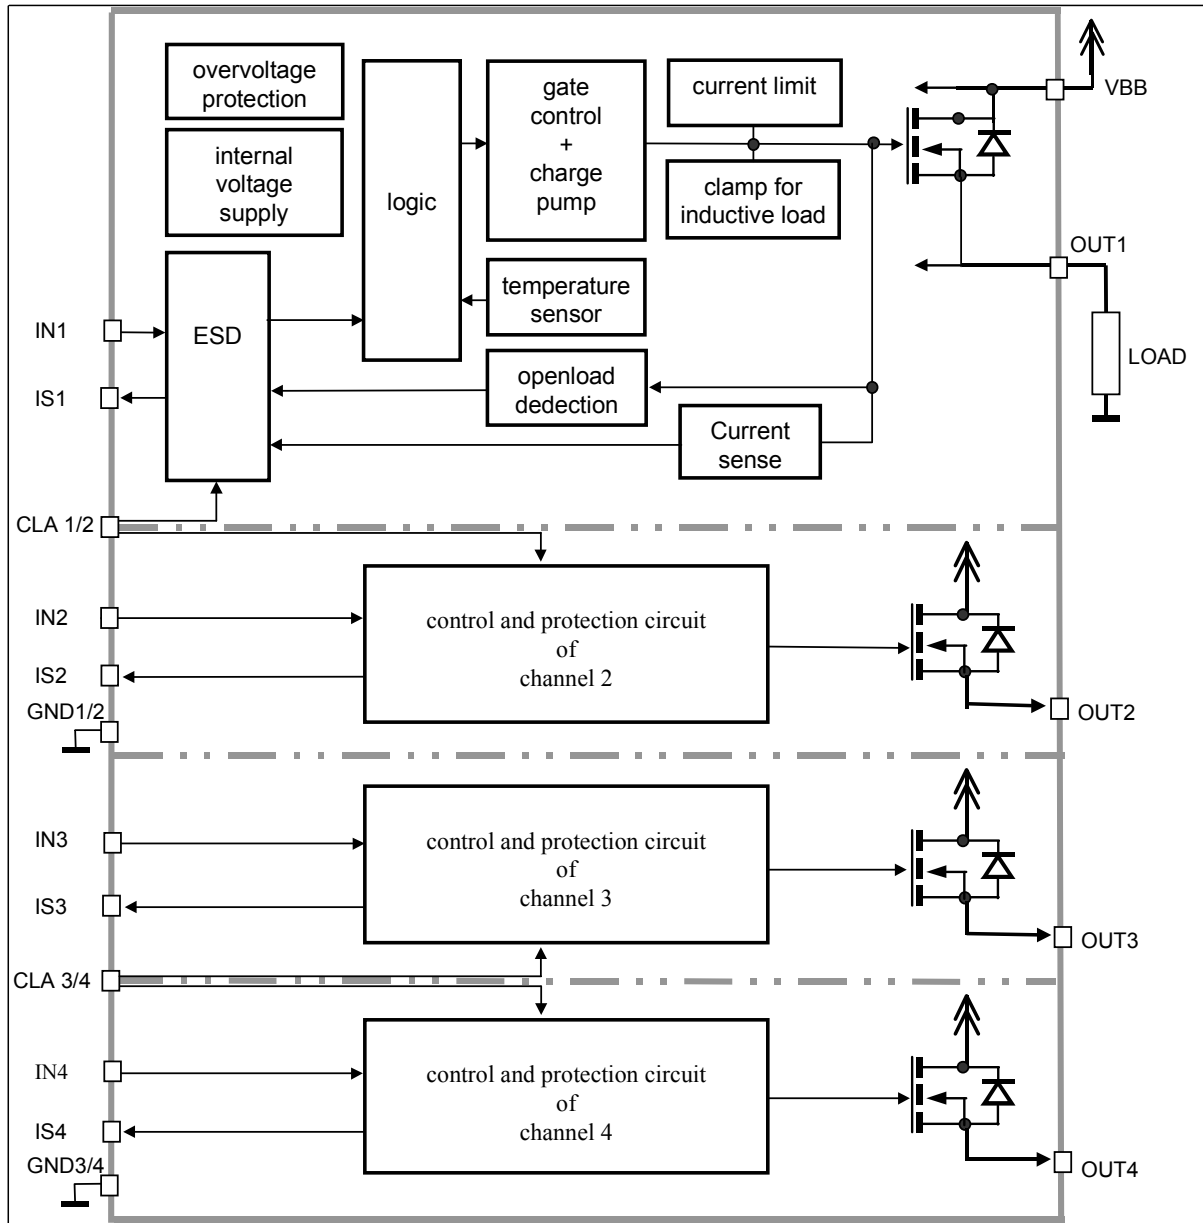 overvoltage
protection
internal
voltage
supply
logic
gate
control
+
charge
pump
current limit
clamp for
inductive load
VBB
OUT1
LOAD
temperature
sensor
IN1
ESD
IS1
openload
dedection
Current
sense
CLA 1/2
IN2
control and protection circuit
of
channel 2
IS2
GND1/2
OUT2
IN3
control and protection circuit
of
channel 3
IS3
OUT3
CLA 3/4
IN4
control and protection circuit
of
channel 4
IS4
GND3/4
OUT4